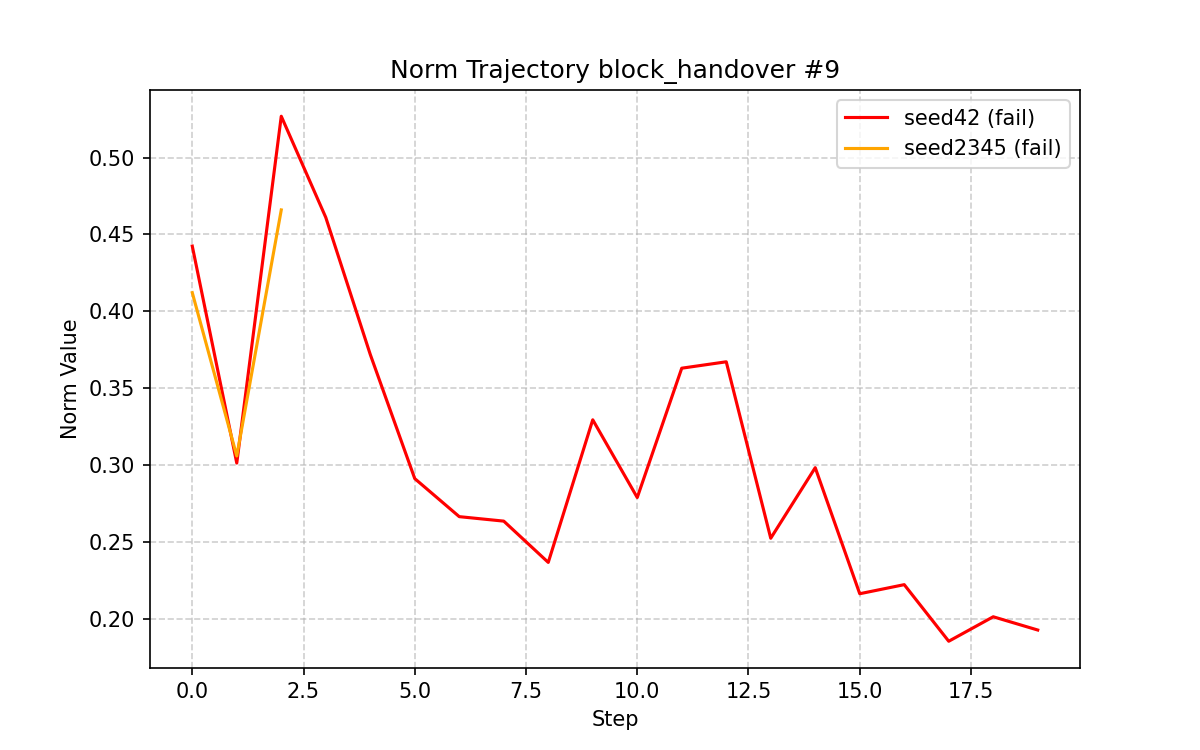 Norm Trajectory block_handover #9
seed42 (fail)
seed2345 (fail)
Norm Value
0.50
0.45
0.40
0.35
0.30
0.25
0.20
0.0 2.5 5.0 7.5 10.0 12.5 15.0 17.5
Step